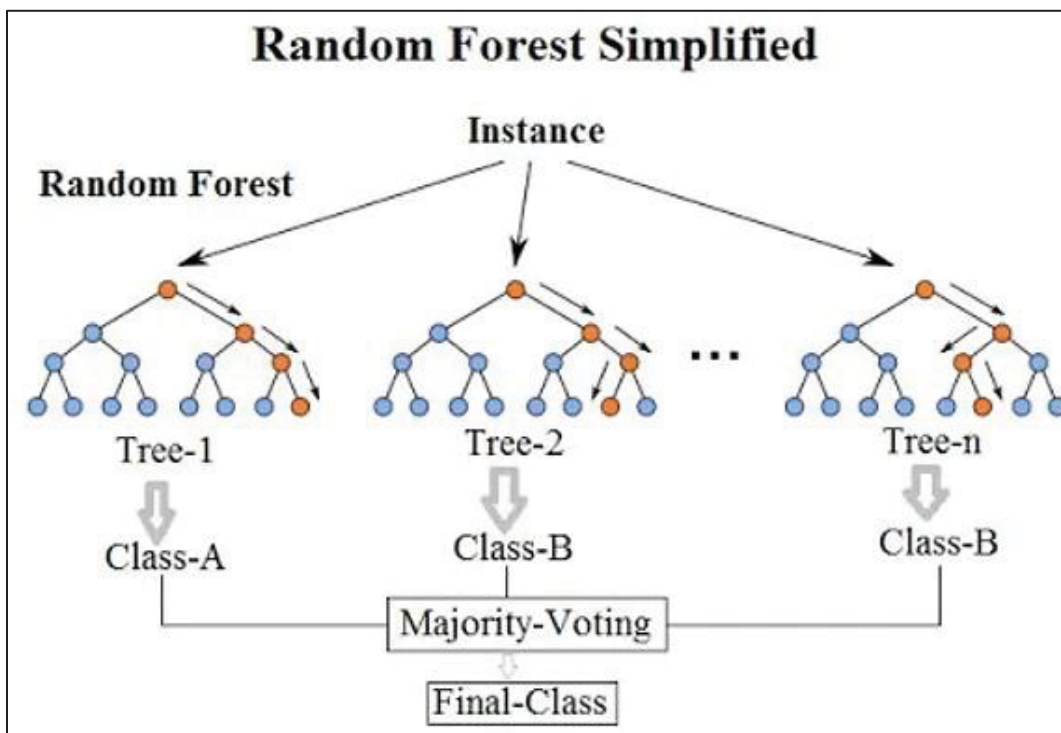 Random Forest Simplified
Instance
Random Forest
...
Tree-1 Tree-2 Tree-n
Class-A Class-B Class-B
Majority-Voting
Final-Class